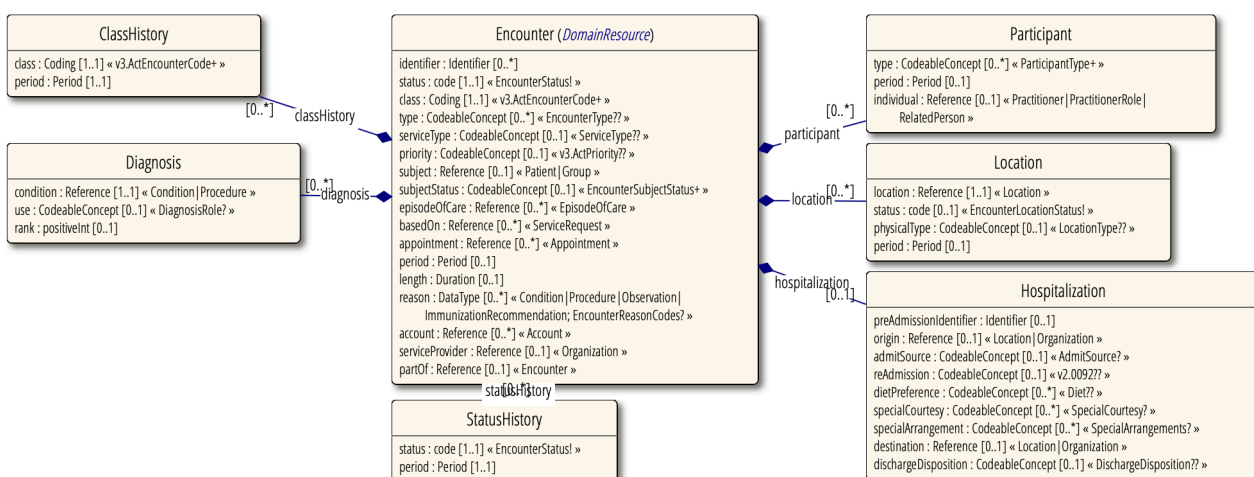 ClassHistory
class : Coding [1..1] « v3.ActEncounterCode+ »
period : Period [1..1]
[0..*]
classHistory
Diagnosis
condition : Reference [1..1] « Condition|Procedure »
use : CodeableConcept [0..1] « DiagnosisRole? »
rank : positiveInt [0..1]
[0..*]
diagnosis
Encounter (DomainResource)
identifier : Identifier [0..*]
status : code [1..1] « EncounterStatus! »
class : Coding [1..1] « v3.ActEncounterCode+ »
type : CodeableConcept [0..*] « EncounterType?? »
serviceType : CodeableConcept [0..1] « ServiceType?? »
priority : CodeableConcept [0..1] « v3.ActPriority?? »
subject : Reference [0..1] « Patient|Group »
subjectStatus : CodeableConcept [0..1] « EncounterSubjectStatus+ »
episodeOfCare : Reference [0..*] « EpisodeOfCare »
basedOn : Reference [0..*] « ServiceRequest »
appointment : Reference [0..*] « Appointment »
period : Period [0..1]
length : Duration [0..1]
reason : DataType [0..*] « Condition|Procedure|Observation|
ImmunizationRecommendation; EncounterReasonCodes? »
account : Reference [0..*] « Account »
serviceProvider : Reference [0..1] « Organization »
partOf : Reference [0..1] « Encounter »
statusHistory
[0..*]
StatusHistory
status : code [1..1] « EncounterStatus! »
period : Period [1..1]
Participant
type : CodeableConcept [0..*] « ParticipantType+ »
period : Period [0..1]
individual : Reference [0..1] « Practitioner|PractitionerRole|
RelatedPerson »
[0..*]
participant
Location
location : Reference [1..1] « Location »
status : code [0..1] « EncounterLocationStatus! »
physicalType : CodeableConcept [0..1] « LocationType?? »
period : Period [0..1]
[0..*]
location
hospitalization
[0..1]
Hospitalization
preAdmissionIdentifier : Identifier [0..1]
origin : Reference [0..1] « Location|Organization »
admitSource : CodeableConcept [0..1] « AdmitSource? »
reAdmission : CodeableConcept [0..1] « v2.0092?? »
dietPreference : CodeableConcept [0..*] « Diet?? »
specialCourtesy : CodeableConcept [0..*] « SpecialCourtesy? »
specialArrangement : CodeableConcept [0..*] « SpecialArrangements? »
destination : Reference [0..1] « Location|Organization »
dischargeDisposition : CodeableConcept [0..1] « DischargeDisposition?? »